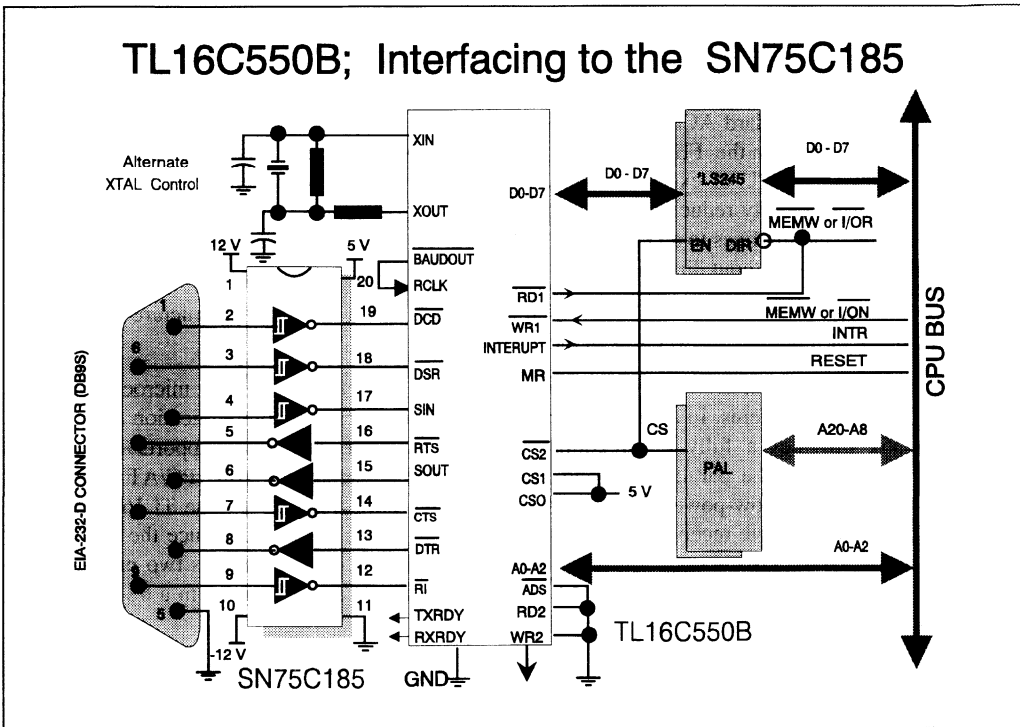 TL16C550B; Interfacing to the SN75C185
Alternate
XTAL Control
XIN
XOUT
BAUDOUT
RCLK
DCD
DSR
SIN
RTS
SOUT
CTS
DTR
RI
TXRDY
RXRDY
GND
12 V
5 V
1
20
2
19
3
18
4
17
5
16
6
15
7
14
8
13
9
12
10
11
-12 V
SN75C185
EIA-232-D CONNECTOR (DB9S)
1
6
9
5
D0-D7
RD1
WR1
INTERUPT
MR
CS2
CS1
CSO
A0-A2
ADS
RD2
WR2
TL16C550B
D0 - D7
'LS245
EN DIR
D0 - D7
MEMW or I/OR
MEMW or I/ON
INTR
RESET
CS
5 V
PAL
A20-A8
A0-A2
CPU BUS